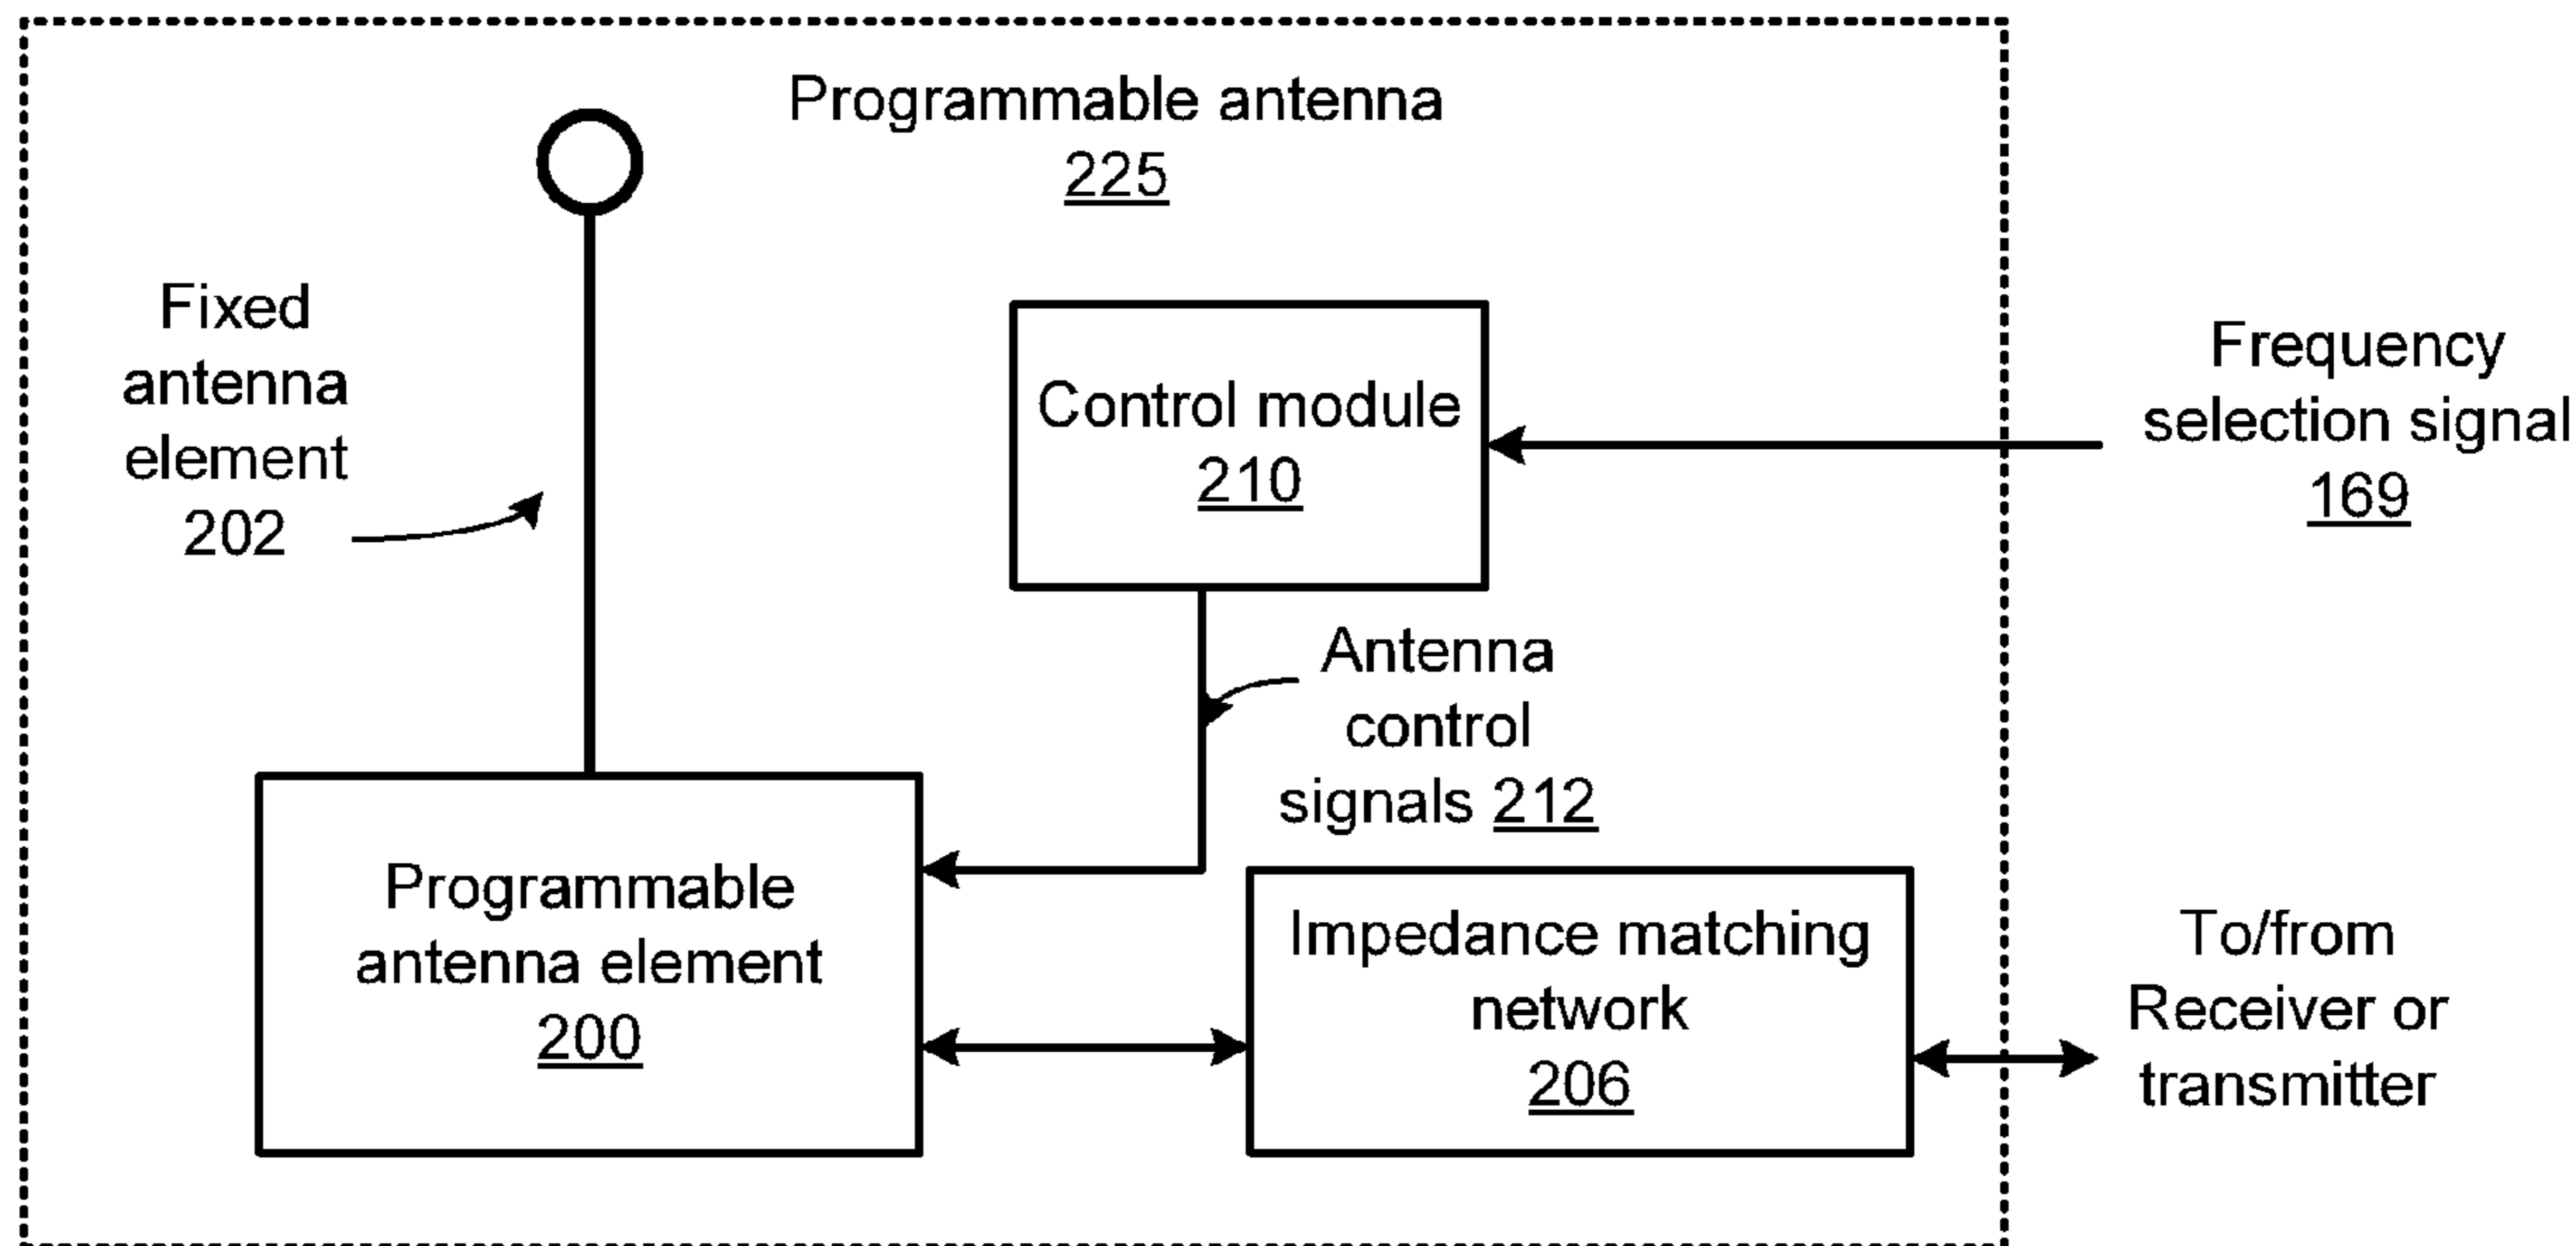 Programmable antenna
225
Fixed
antenna
element
202
Control module
210
Frequency
selection signal
169
Antenna
control
signals 212
Programmable
antenna element
200
Impedance matching
network
206
To/from
Receiver or
transmitter